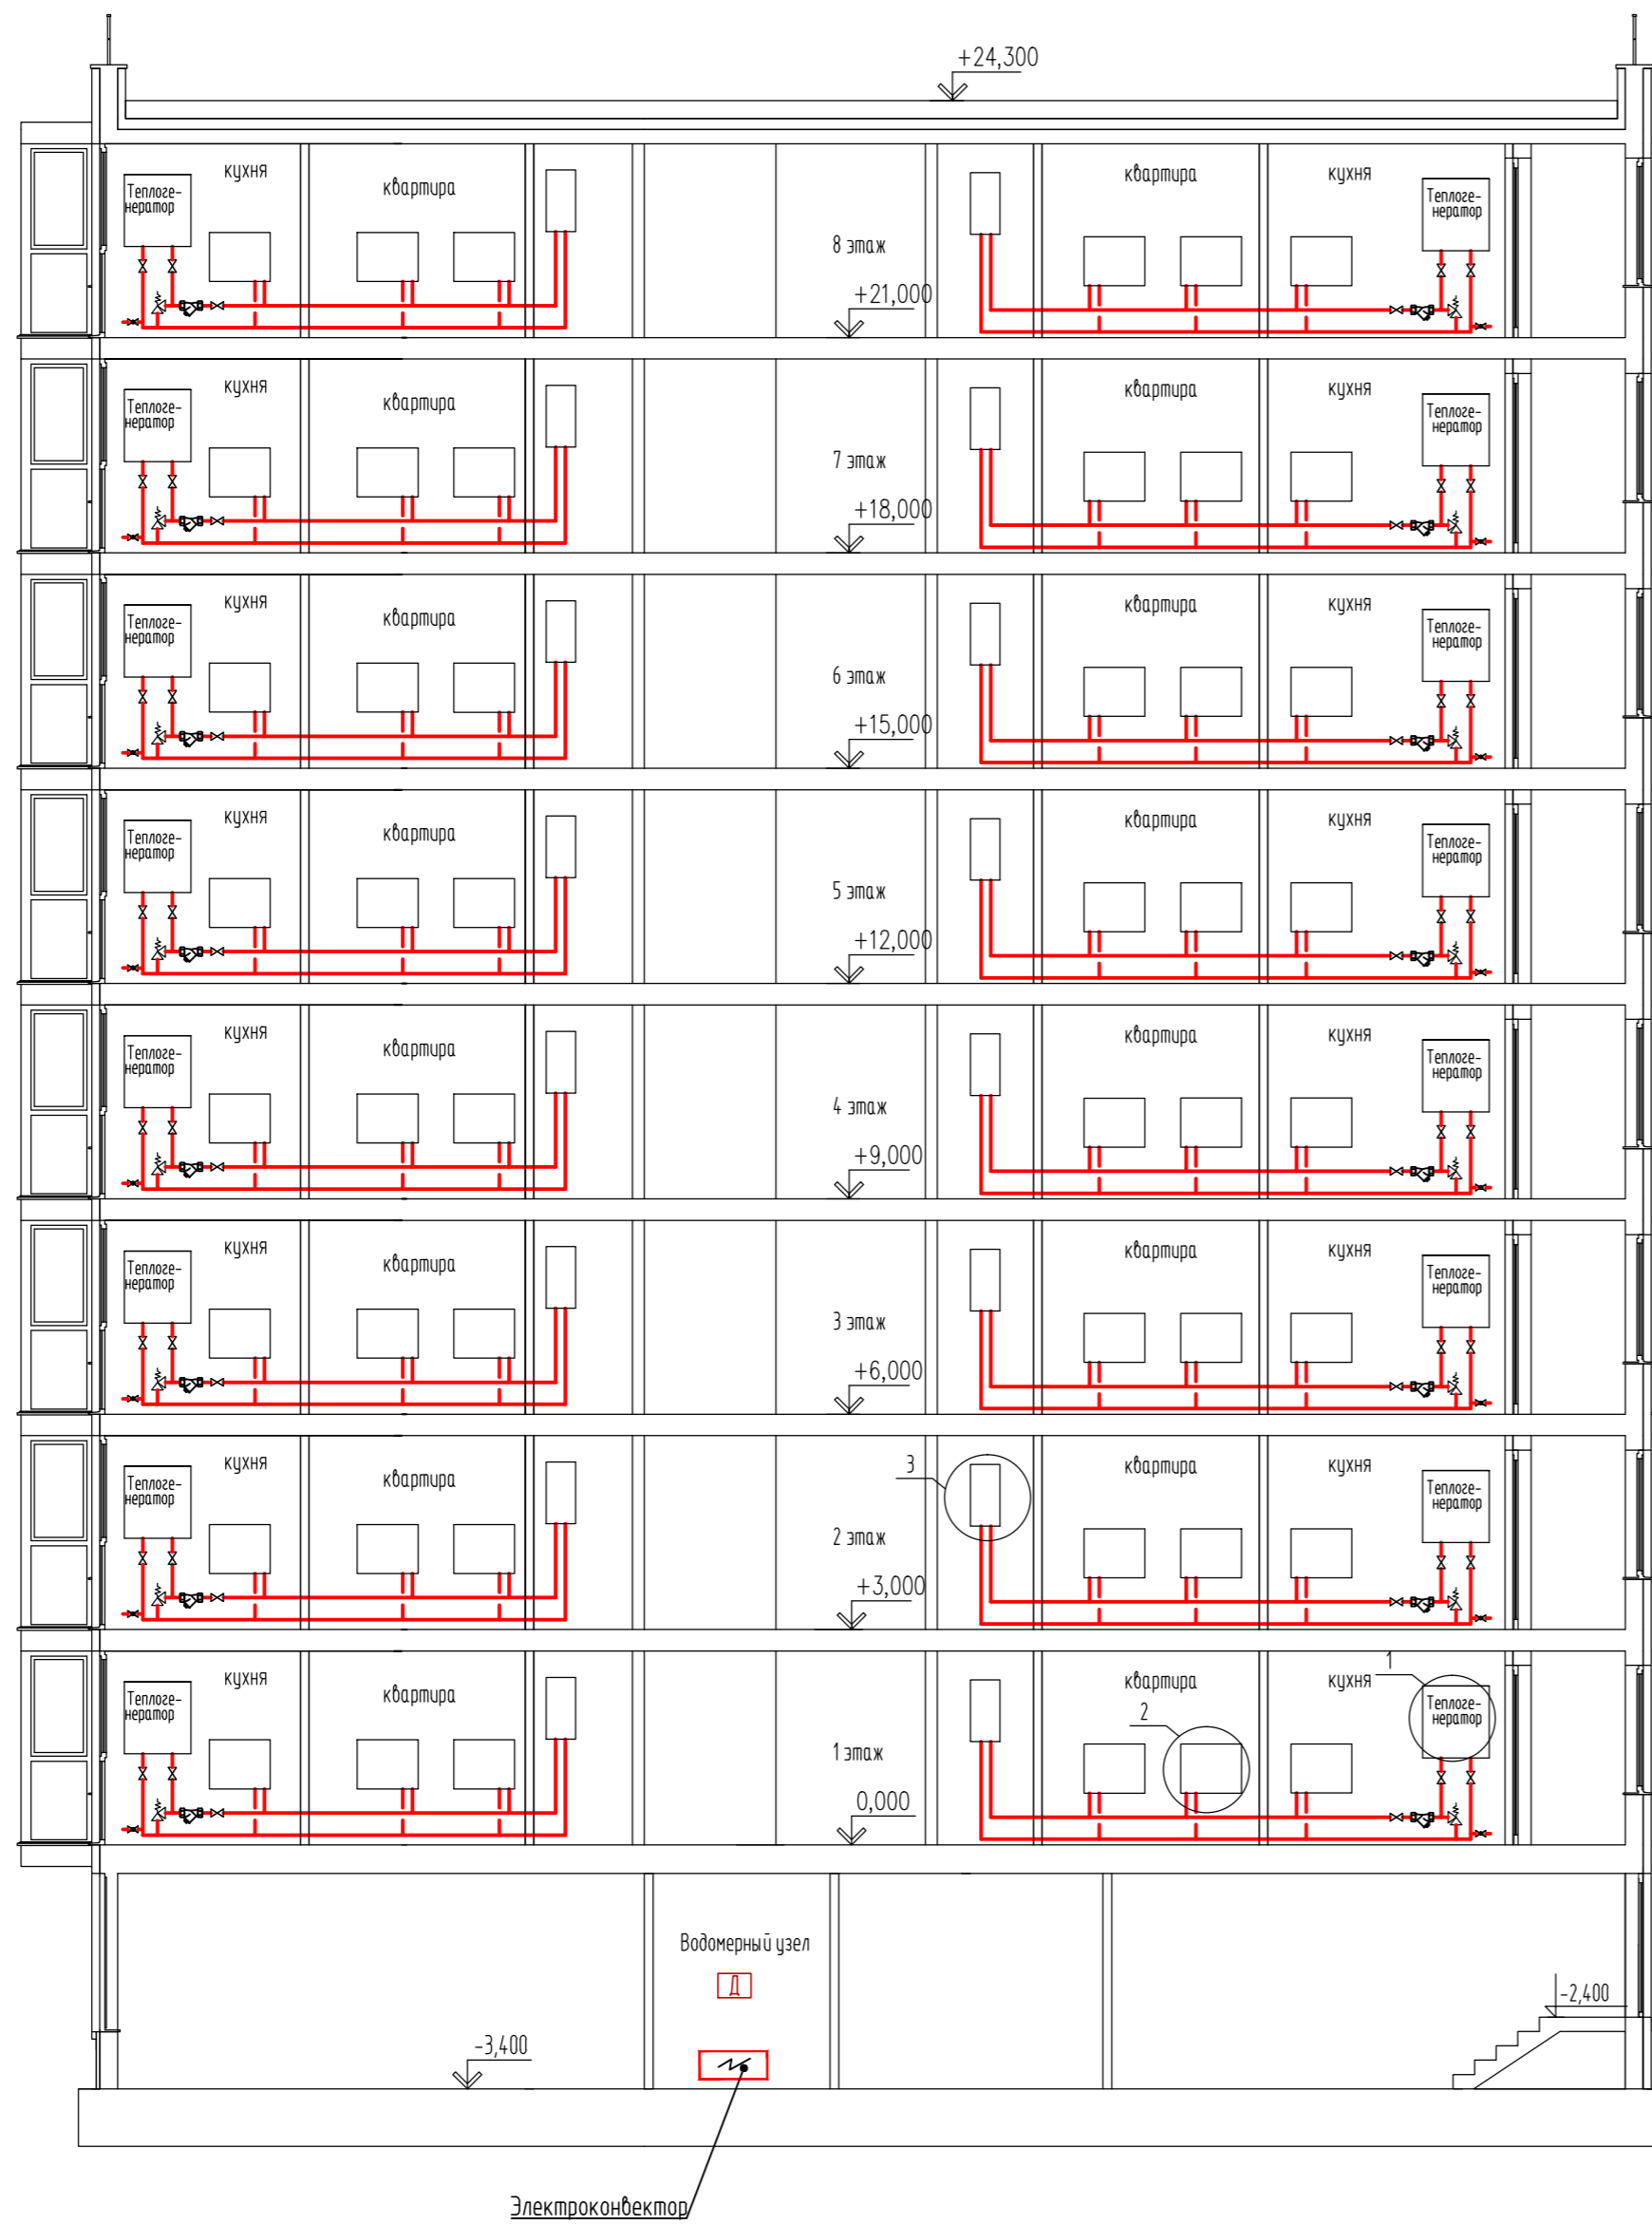 +24,300
кухня
квартира
квартира
кухня
Теплоге-
нератор
Теплоге-
нератор
8 этаж
+21,000
кухня
квартира
квартира
кухня
Теплоге-
нератор
Теплоге-
нератор
7 этаж
+18,000
кухня
квартира
квартира
кухня
Теплоге-
нератор
Теплоге-
нератор
6 этаж
+15,000
кухня
квартира
квартира
кухня
Теплоге-
нератор
Теплоге-
нератор
5 этаж
+12,000
кухня
квартира
квартира
кухня
Теплоге-
нератор
Теплоге-
нератор
4 этаж
+9,000
кухня
квартира
квартира
кухня
Теплоге-
нератор
Теплоге-
нератор
3 этаж
+6,000
кухня
квартира
3
квартира
кухня
Теплоге-
нератор
Теплоге-
нератор
2 этаж
+3,000
кухня
квартира
квартира
кухня
1
Теплоге-
нератор
Теплоге-
нератор
2
1 этаж
0,000
Водомерный узел
Д
-2,400
-3,400
Электроконвектор